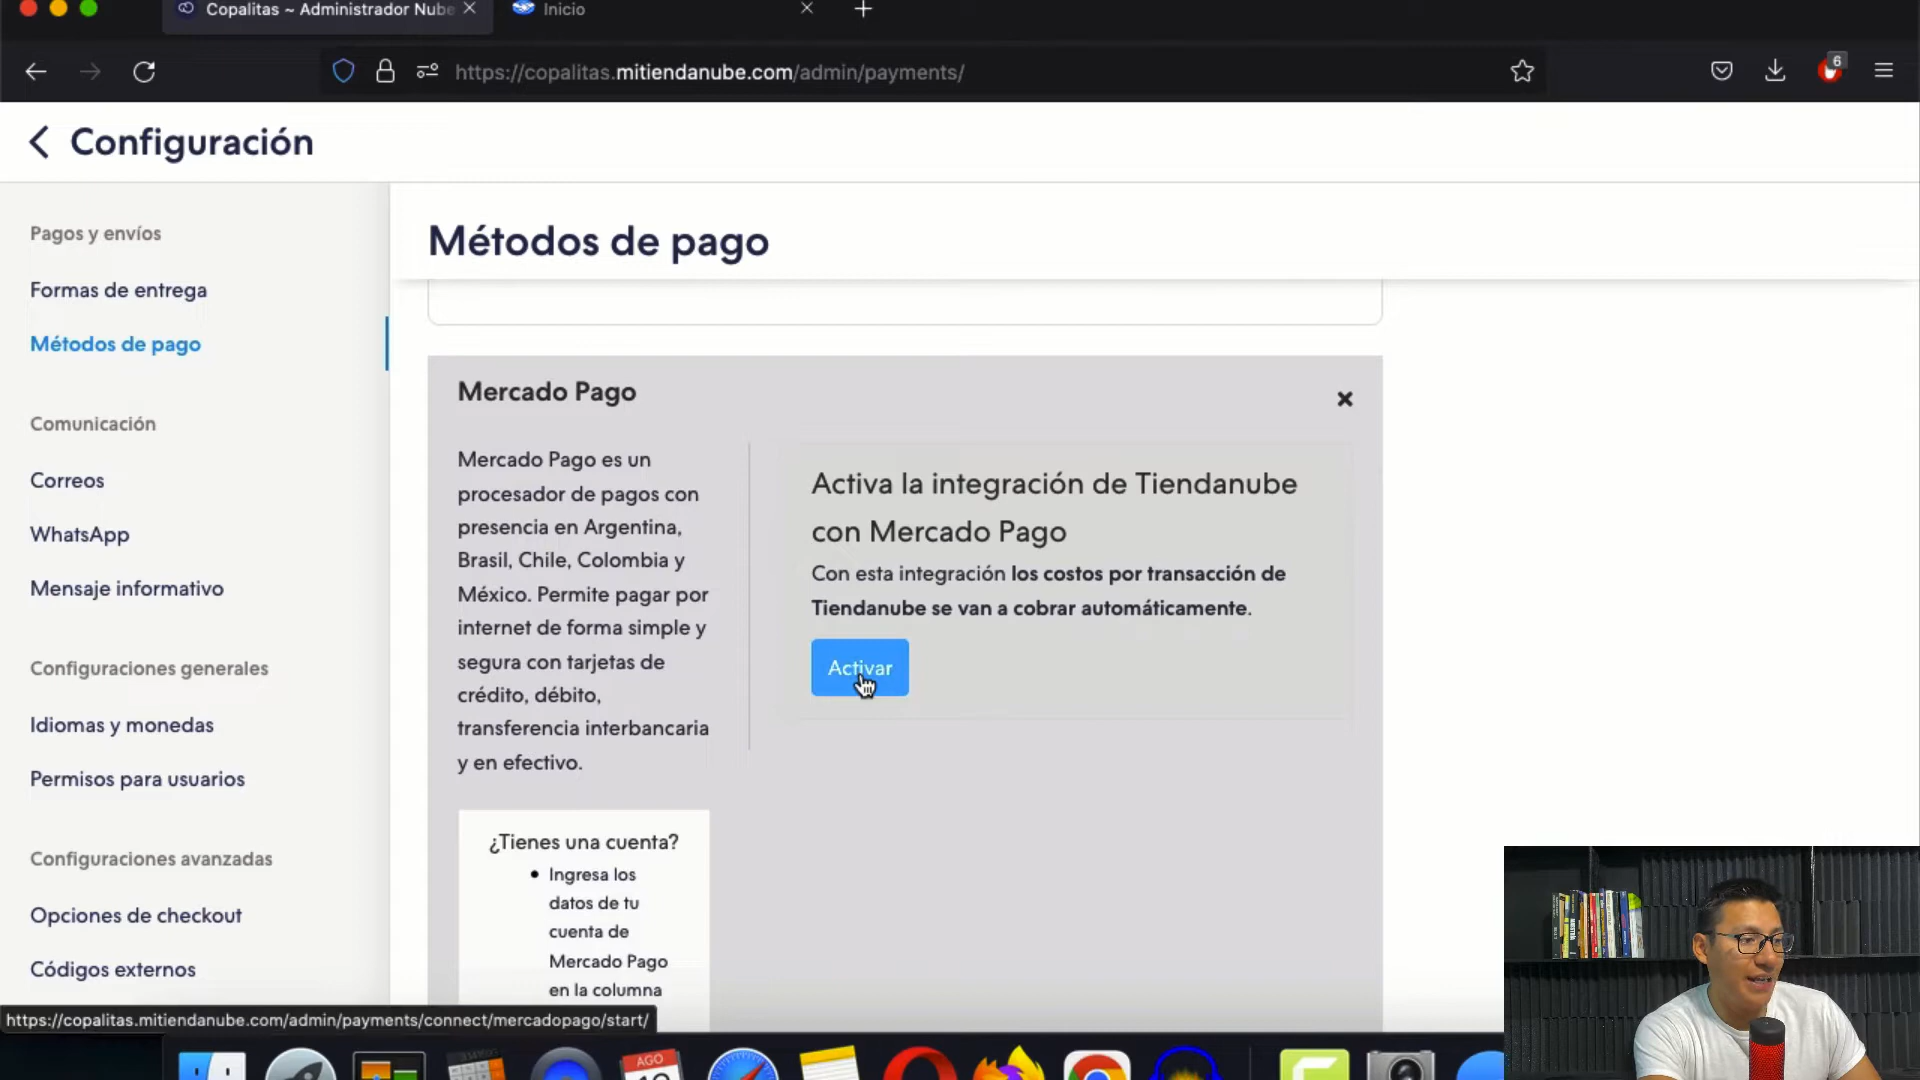 Copalitas ~ Administrador Nube
Inicio
https://copalitas.mitiendanube.com/admin/payments/
6
Configuración
Pagos y envíos
Formas de entrega
Métodos de pago
Comunicación
Correos
WhatsApp
Mensaje informativo
Configuraciones generales
Idiomas y monedas
Permisos para usuarios
Configuraciones avanzadas
Opciones de checkout
Códigos externos
Métodos de pago
Mercado Pago
Mercado Pago es un
procesador de pagos con
presencia en Argentina,
Brasil, Chile, Colombia y
México. Permite pagar por
internet de forma simple y
segura con tarjetas de
crédito, débito,
transferencia interbancaria
y en efectivo.
¿Tienes una cuenta?
Ingresa los
datos de tu
cuenta de
Mercado Pago
en la columna
Activa la integración de Tiendanube
con Mercado Pago
Con esta integración los costos por transacción de
Tiendanube se van a cobrar automáticamente.
Activar
https://copalitas.mitiendanube.com/admin/payments/connect/mercadopago/start/
AGO